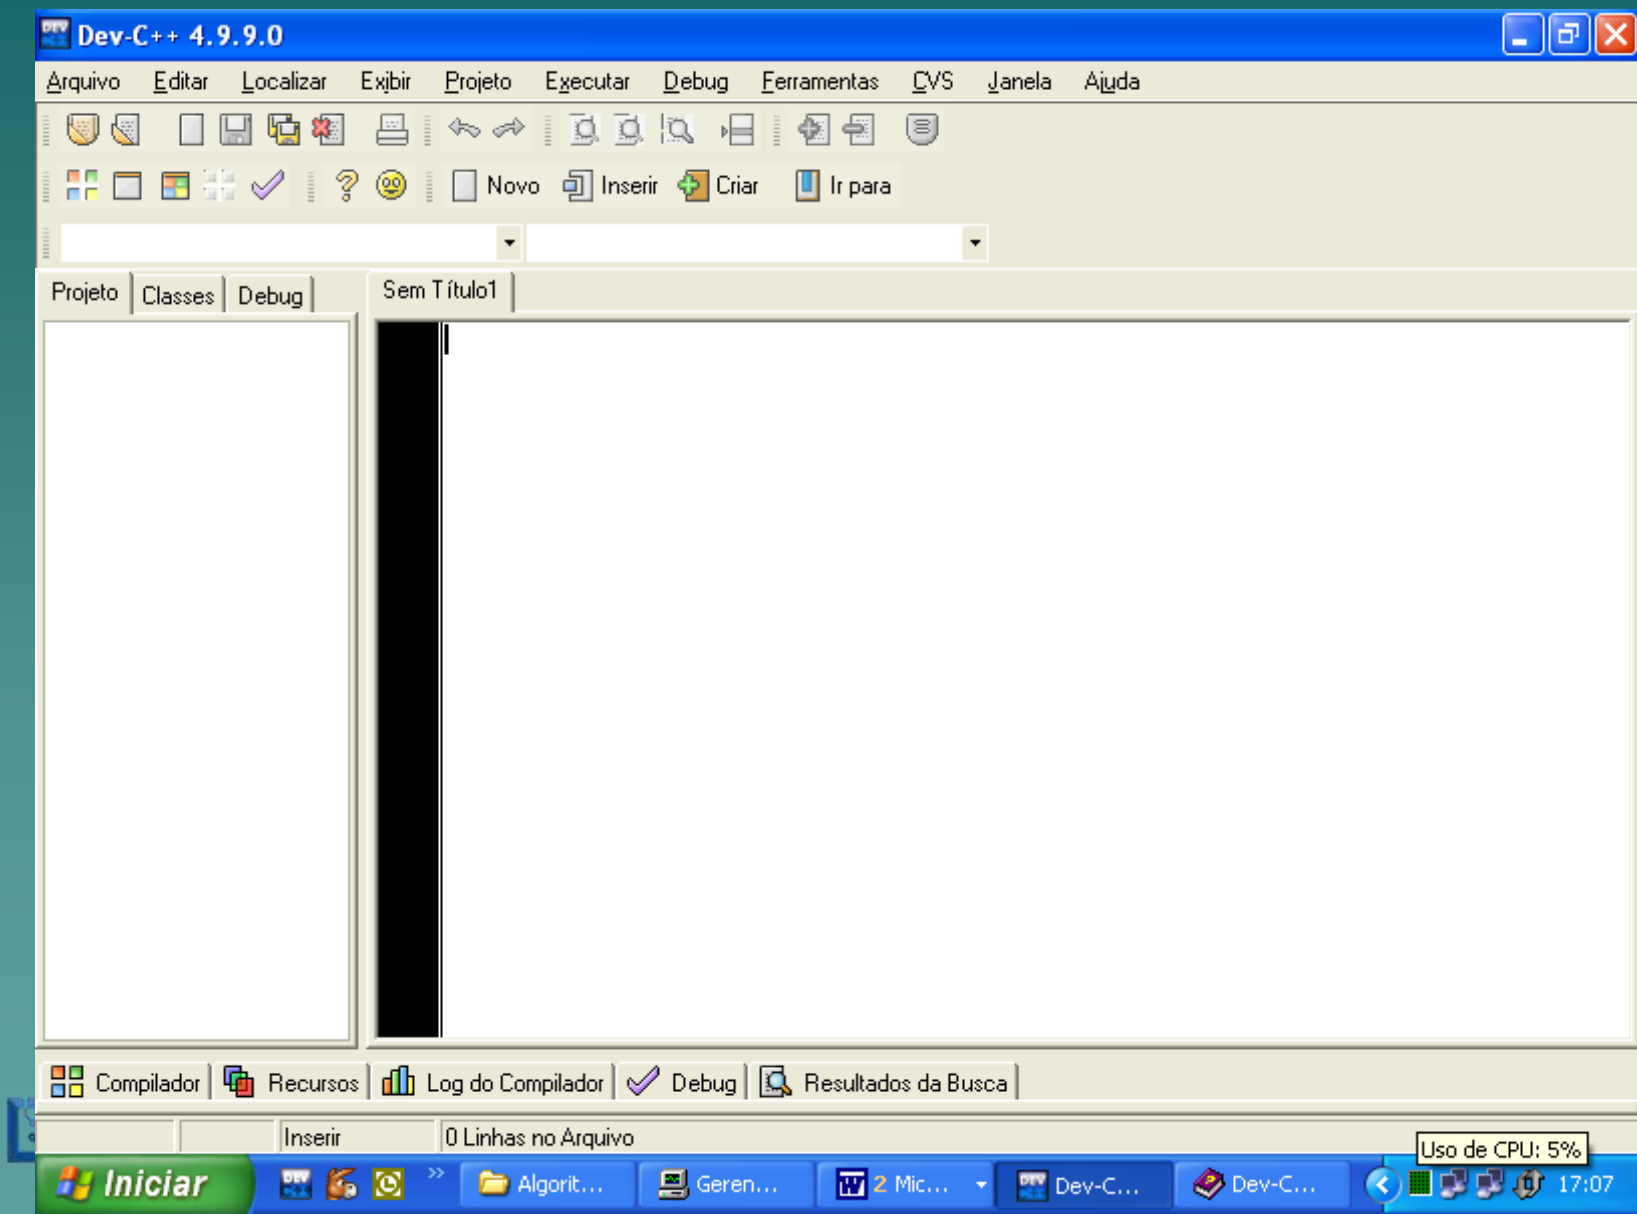 Dev-C++ 4.9.9.0
Arquivo Editar Localizar Exibir Projeto Executar Debug Ferramentas CVS Janela Ajuda
Novo Inserir Criar Ir para
Projeto Classes Debug Sem Título1
Compilador Recursos Log do Compilador Debug Resultados da Busca
Inserir 0 Linhas no Arquivo
Uso de CPU: 5%
Iniciar DEV C++ » Algorit... Geren... W 2 Mic... DEV C++ Dev-C... Dev-C... 17:07